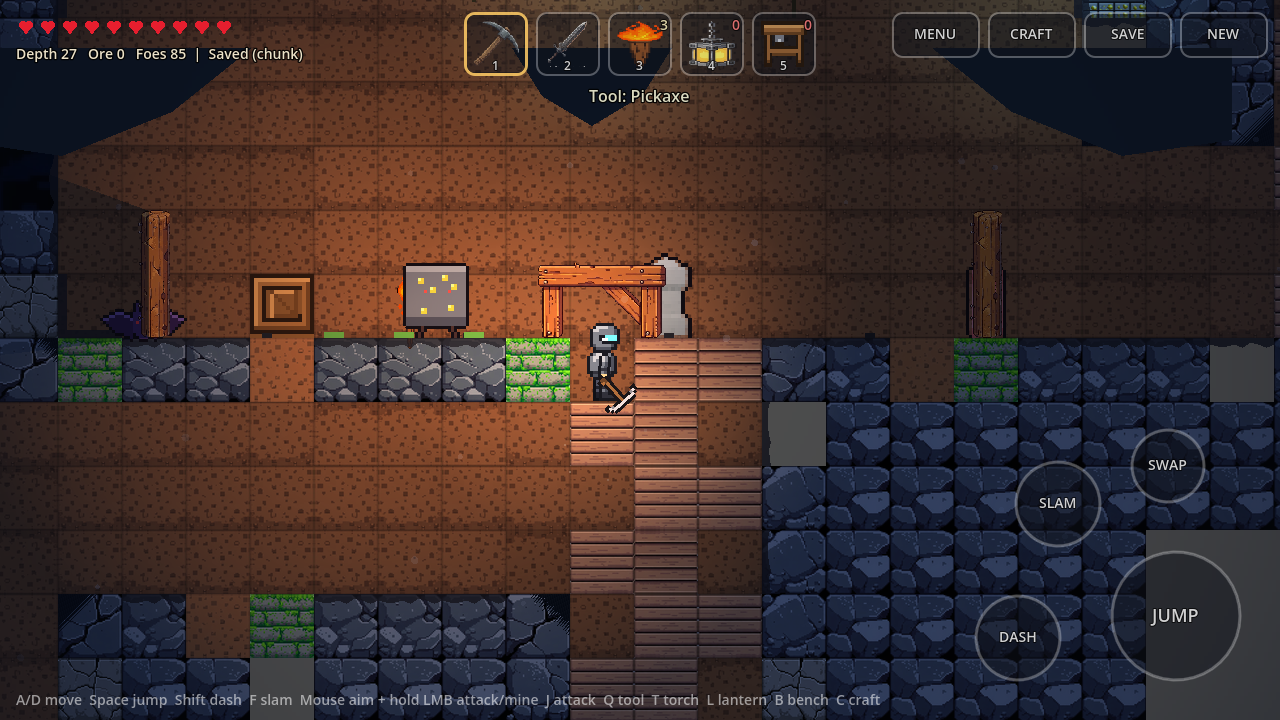 Depth 27 Ore 0 Foes 85 | Saved (chunk)
1
2
3 3
0 4
0 5
Tool: Pickaxe
MENU
CRAFT
SAVE
NEW
SWAP
SLAM
JUMP
DASH
A/D move Space jump Shift dash F slam Mouse aim + hold LMB attack/mine J attack Q tool T torch L lantern B bench C craft